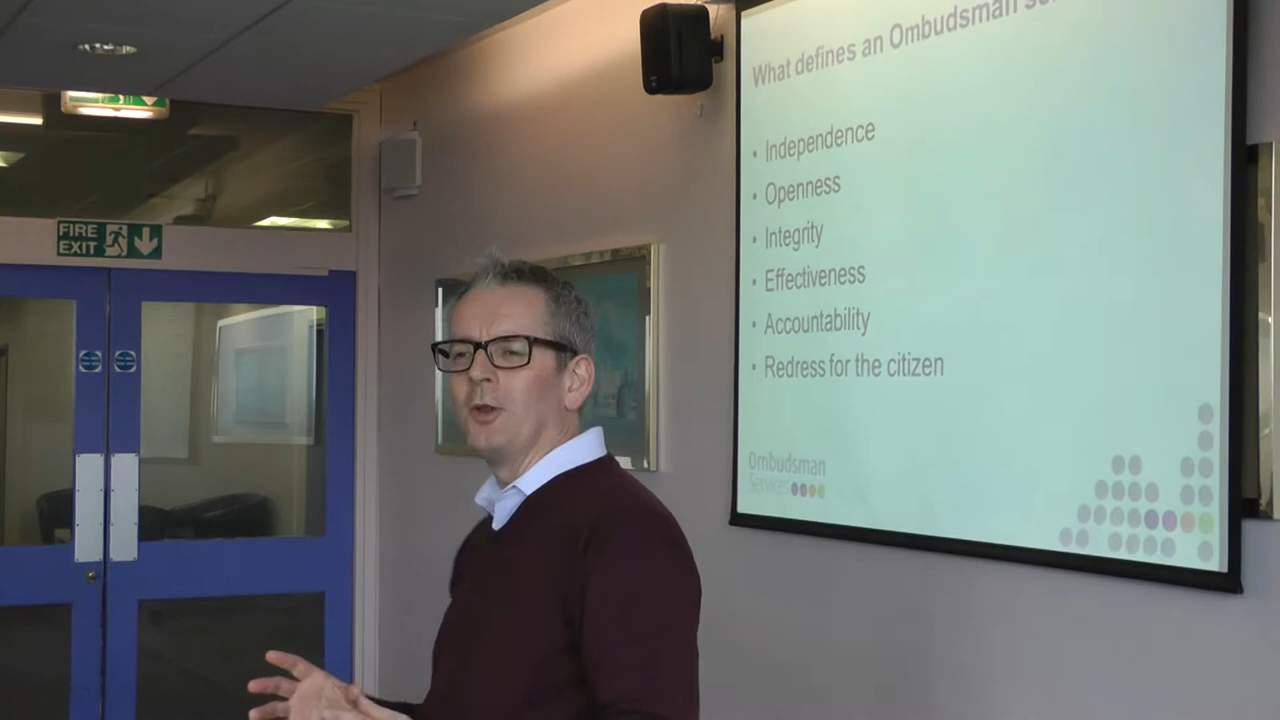 What defines an Ombudsman
• Independence
• Openness
• Integrity
• Effectiveness
• Accountability
• Redress for the citizen
Ombudsman
Services
FIRE
EXIT